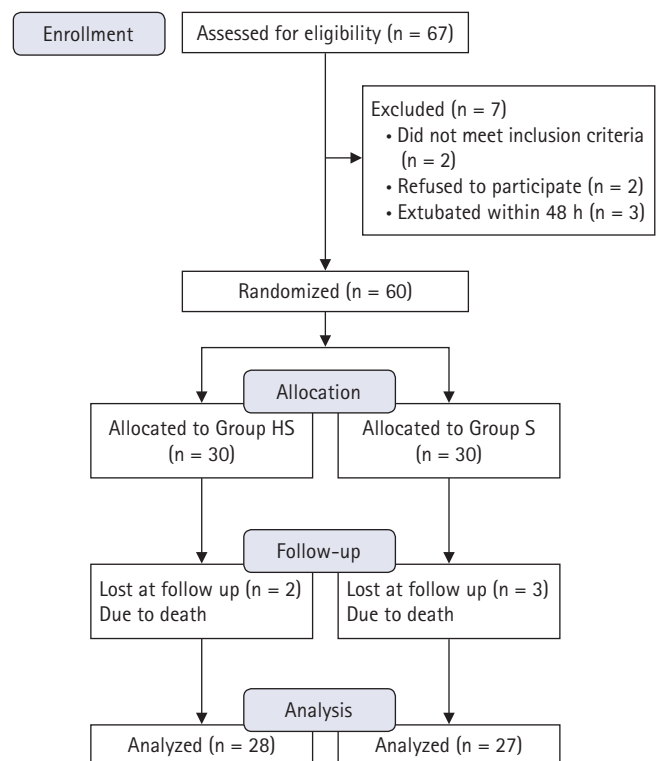 Enrollment
Assessed for eligibility (n = 67)
Excluded (n = 7)
• Did not meet inclusion criteria
(n = 2)
• Refused to participate (n = 2)
• Extubated within 48 h (n = 3)
Randomized (n = 60)
Allocation
Allocated to Group HS
(n = 30)
Allocated to Group S
(n = 30)
Follow-up
Lost at follow up (n = 2)
Due to death
Lost at follow up (n = 3)
Due to death
Analysis
Analyzed (n = 28)
Analyzed (n = 27)